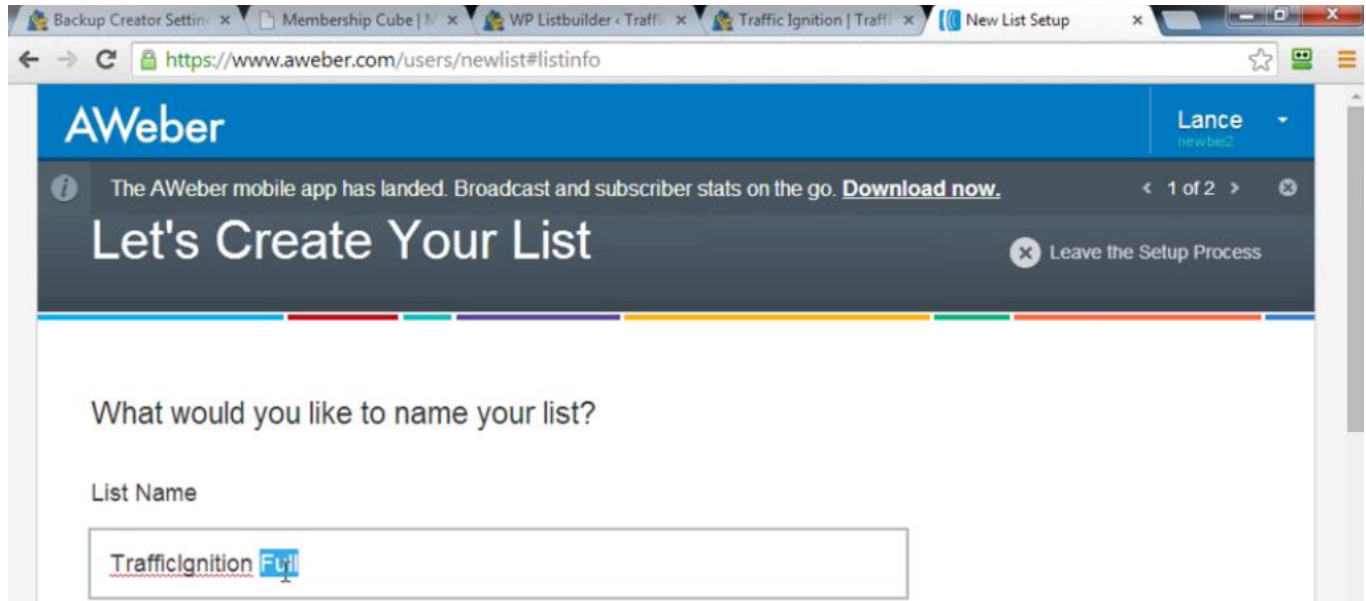 Backup Creator Settin
Membership Cube | M
WP Listbuilder ‹ Traffi
Traffic Ignition | Traffi
New List Setup
https://www.aweber.com/users/newlist#listinfo
AWeber
Lance
newbie2
The AWeber mobile app has landed. Broadcast and subscriber stats on the go. Download now.
1 of 2
Let's Create Your List
Leave the Setup Process
What would you like to name your list?
List Name
TrafficIgnition Full